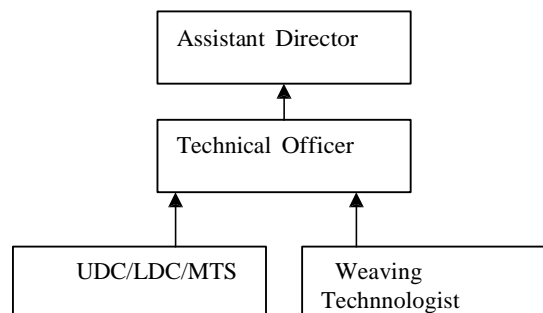 Assistant Director
Technical Officer
UDC/LDC/MTS
Weaving
Technnologist